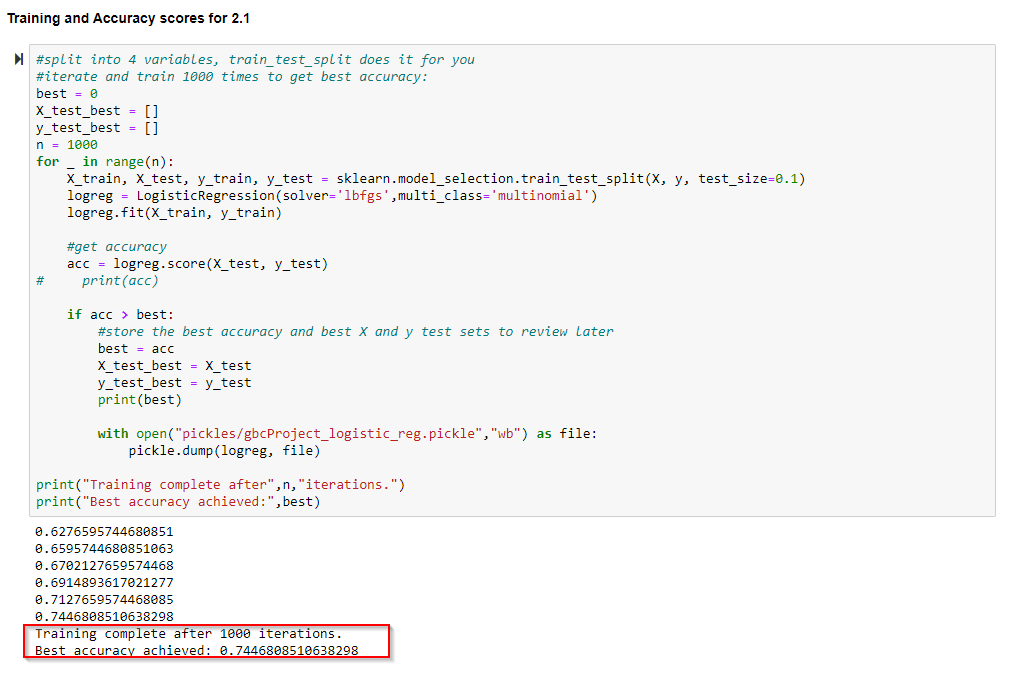 Training and Accuracy scores for 2.1
#split into 4 variables, train_test_split does it for you
#iterate and train 1000 times to get best accuracy:
best = 0
X_test_best = []
y_test_best = []
n = 1000
for _ in range(n):
    X_train, X_test, y_train, y_test = sklearn.model_selection.train_test_split(X, y, test_size=0.1)
    logreg = LogisticRegression(solver='lbfgs',multi_class='multinomial')
    logreg.fit(X_train, y_train)
    #get accuracy
    acc = logreg.score(X_test, y_test)
#     print(acc)
    if acc > best:
        #store the best accuracy and best X and y test sets to review later
        best = acc
        X_test_best = X_test
        y_test_best = y_test
        print(best)
        with open("pickles/gbcProject_logistic_reg.pickle","wb") as file:
            pickle.dump(logreg, file)
print("Training complete after",n,"iterations.")
print("Best accuracy achieved:",best)
0.6276595744680851
0.6595744680851063
0.6702127659574468
0.6914893617021277
0.7127659574468085
0.7446808510638298
Training complete after 1000 iterations.
Best accuracy achieved: 0.7446808510638298